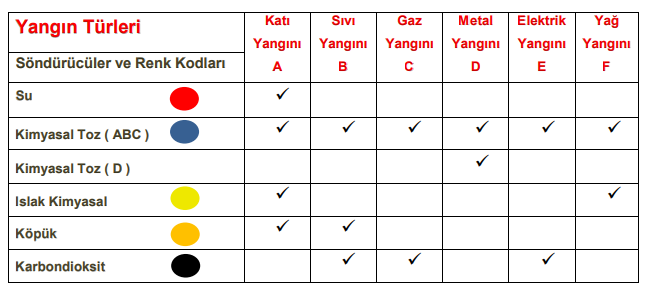 Yangın Türleri
Katı Yangını A
Sıvı Yangını B
Gaz Yangını C
Metal Yangını D
Elektrik Yangını E
Yağ Yangını F
Söndürücüler ve Renk Kodları
Su ✓
Kimyasal Toz ( ABC ) ✓ ✓ ✓ ✓ ✓ ✓
Kimyasal Toz ( D ) ✓
Islak Kimyasal ✓ ✓
Köpük ✓ ✓
Karbondioksit ✓ ✓ ✓